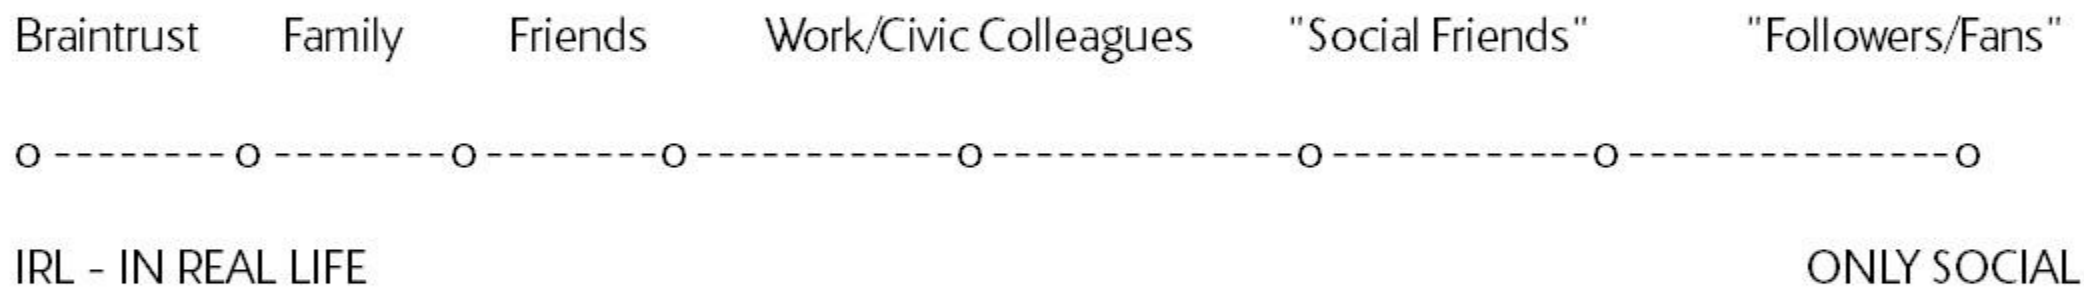 Braintrust Family Friends Work/Civic Colleagues "Social Friends" "Followers/Fans"
o --------o --------o--------o------------o--------------o------------o---------------o
IRL - IN REAL LIFE ONLY SOCIAL